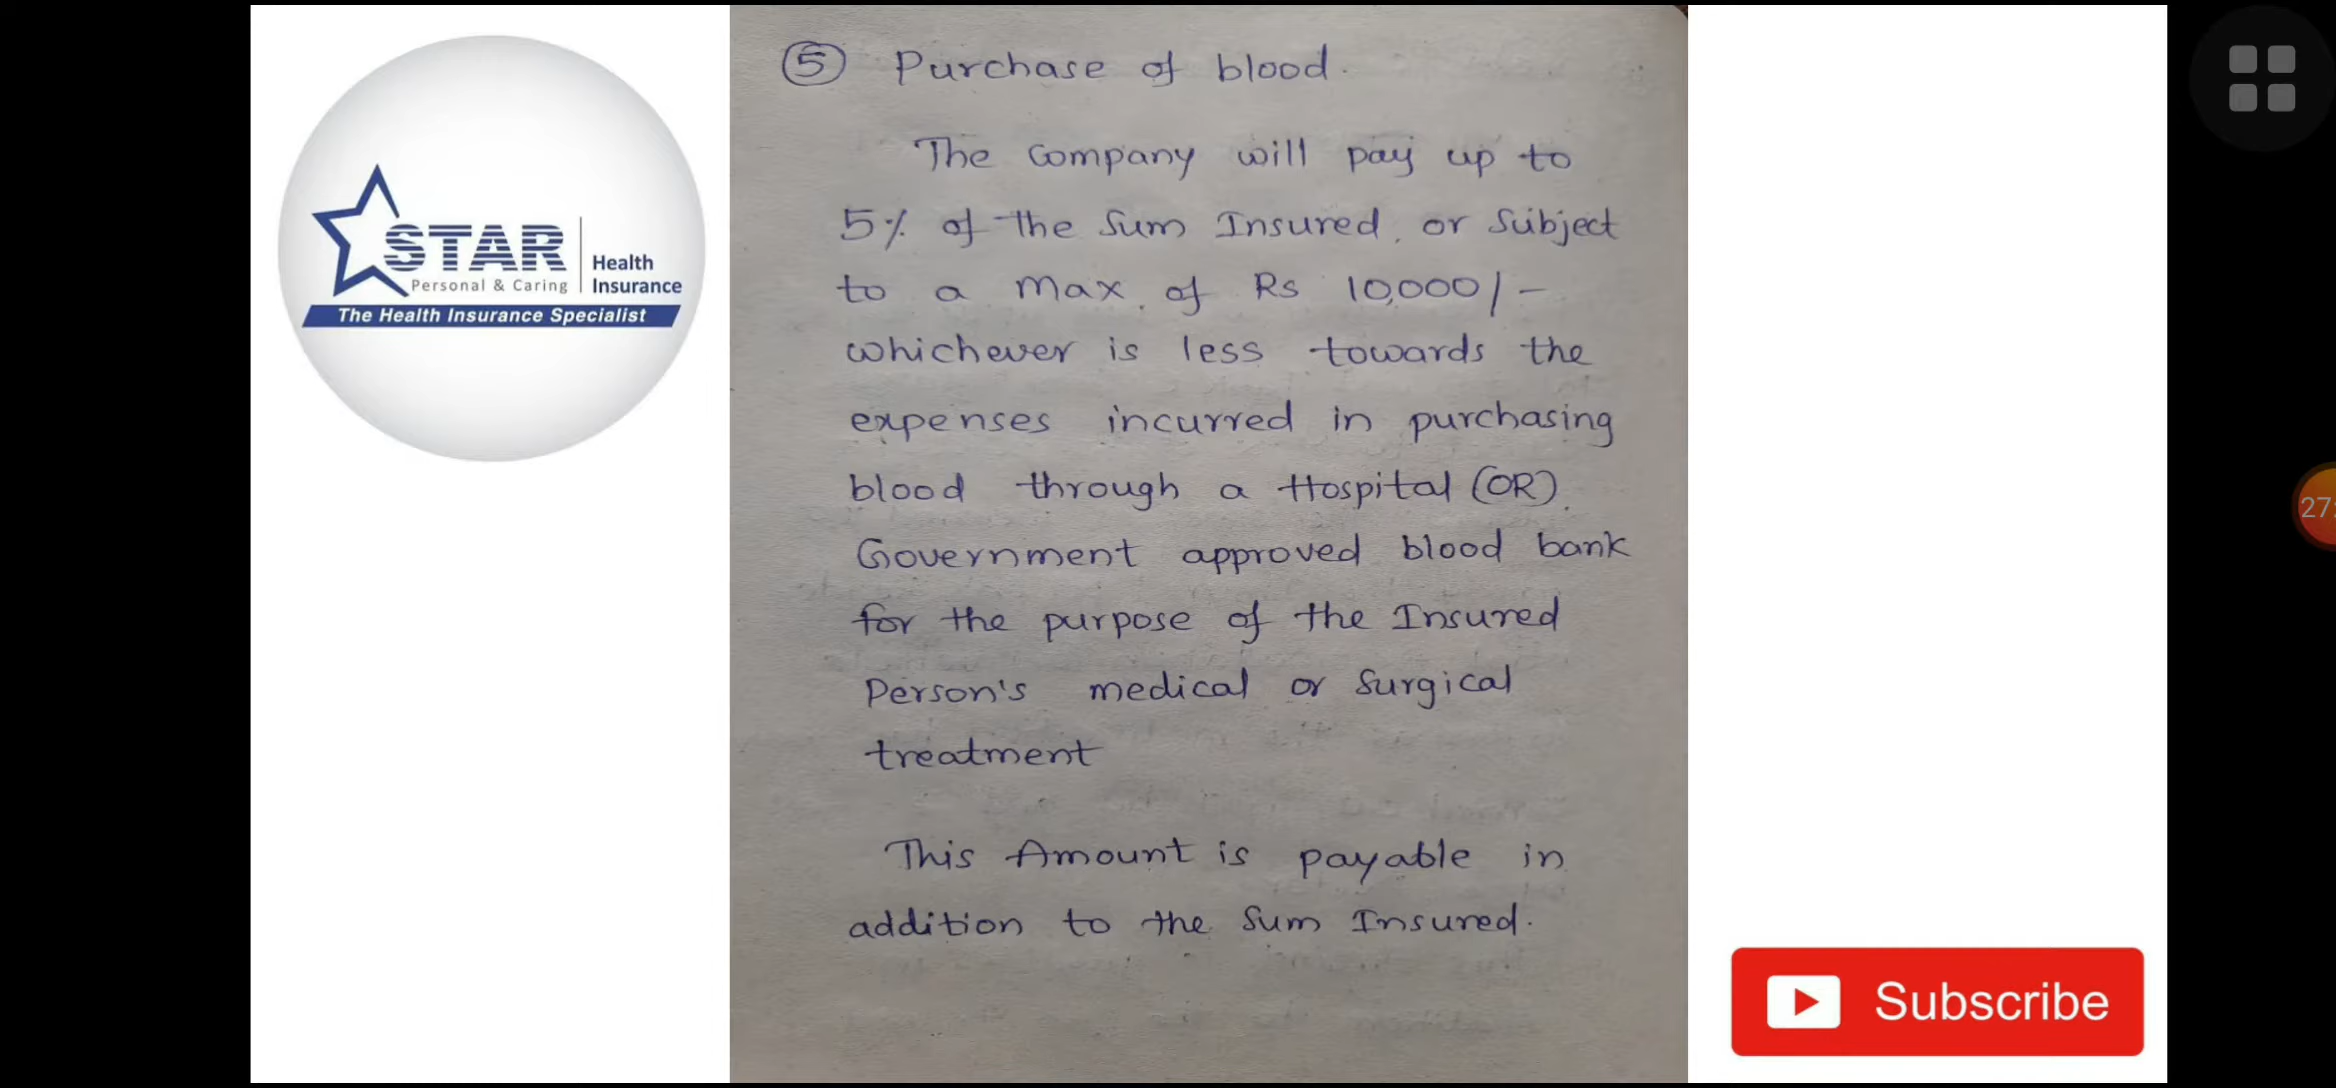 STAR
Health
Personal & Caring
Insurance
The Health Insurance Specialist
5 Purchase of blood.
The company will pay up to
5% of the Sum Insured, or Subject
to a max. of Rs 10,000/-
whichever is less towards the
expenses incurred in purchasing
blood through a Hospital (OR)
Government approved blood bank
for the purpose of the Insured
Person's medical or Surgical
treatment
This Amount is payable in
addition to the Sum Insured.
Subscribe
27